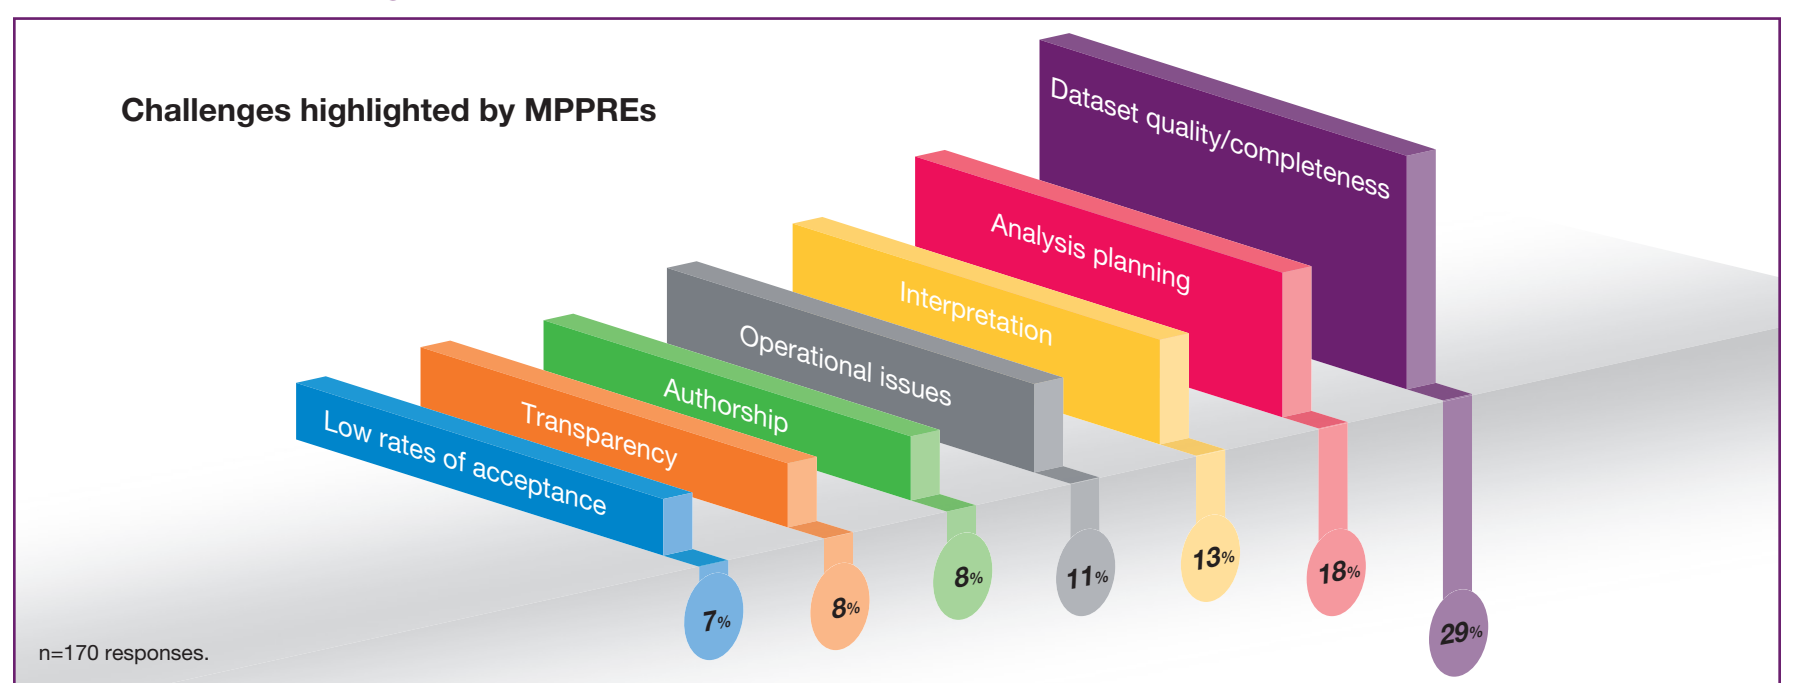 Challenges highlighted by MPPREs
Dataset quality/completeness
Analysis planning
Interpretation
Operational issues
Authorship
Transparency
Low rates of acceptance
7%
8%
8%
11%
13%
18%
29%
n=170 responses.